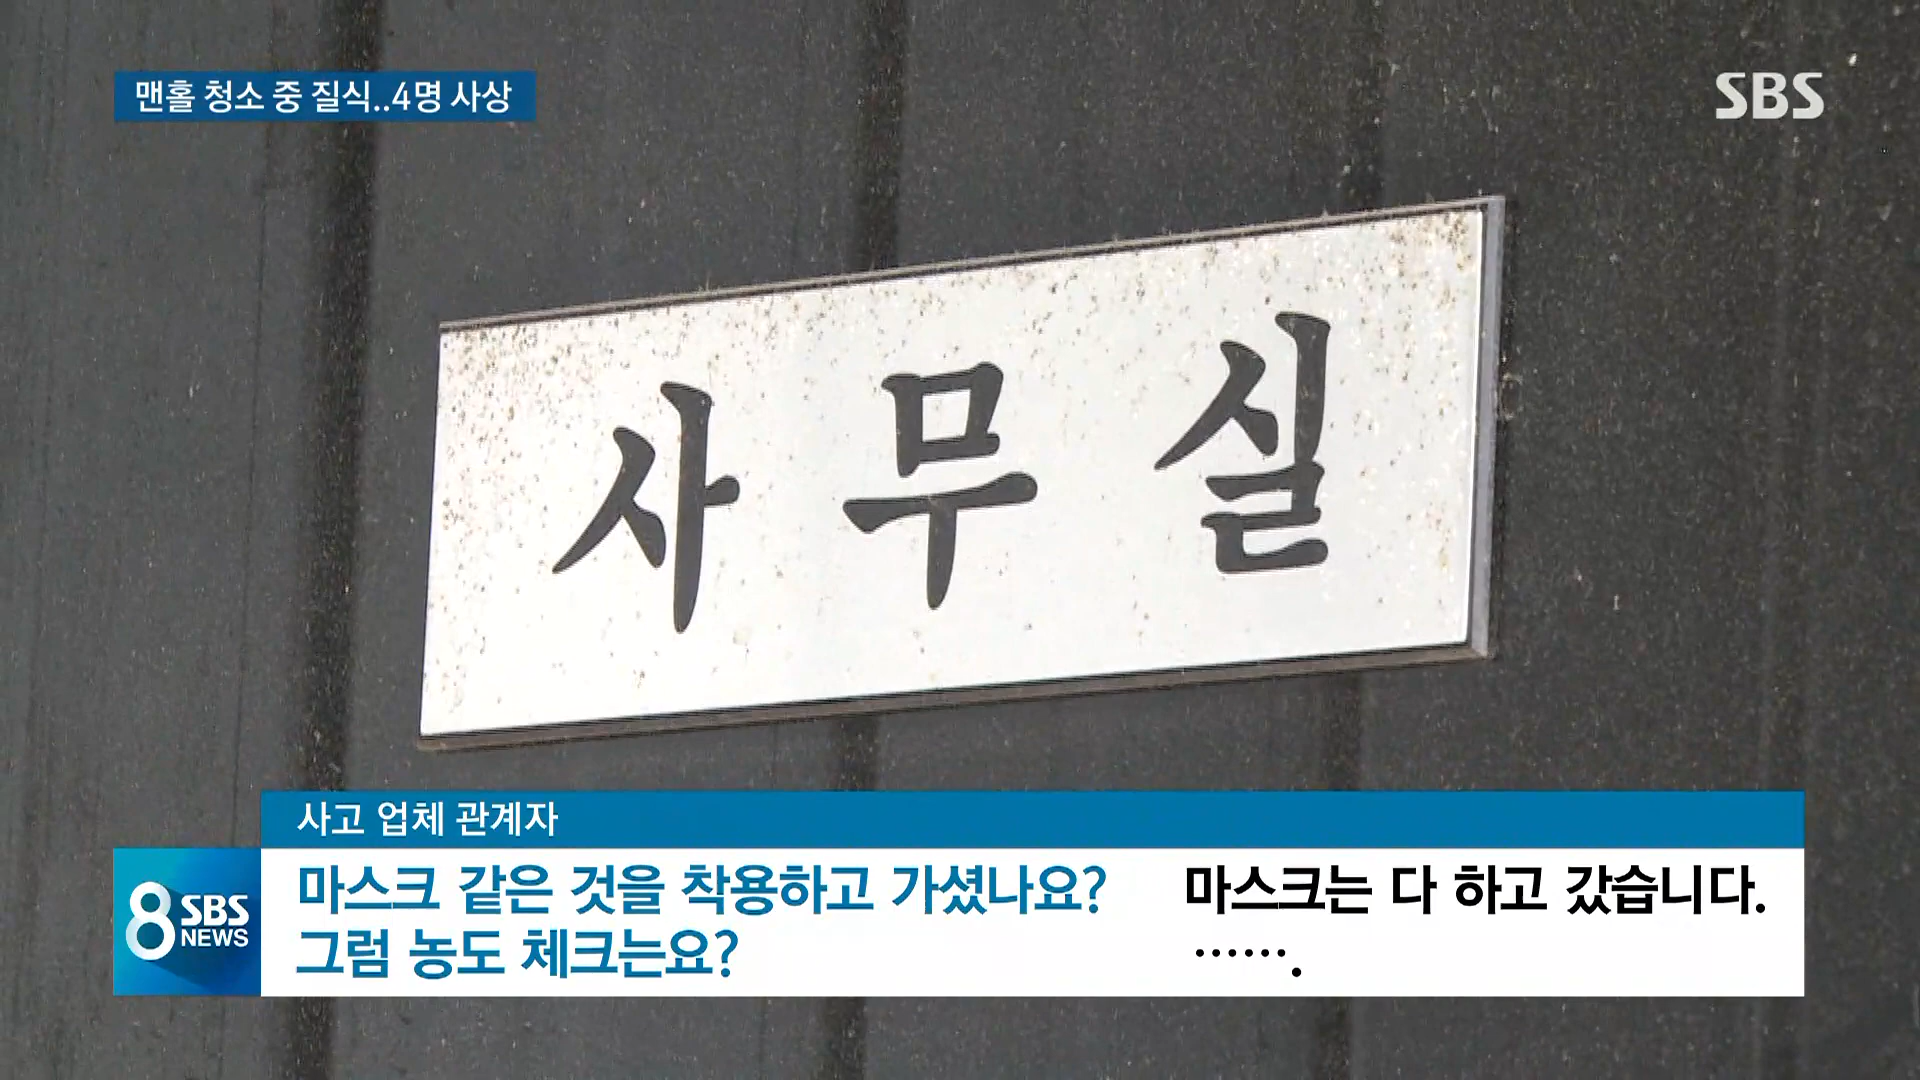 맨홀 청소 중 질식..4명 사상
SBS
사무실
사고 업체 관계자
마스크 같은 것을 착용하고 가셨나요? 마스크는 다 하고 갔습니다.
그럼 농도 체크는요? ‥‥‥.
8 SBS NEWS